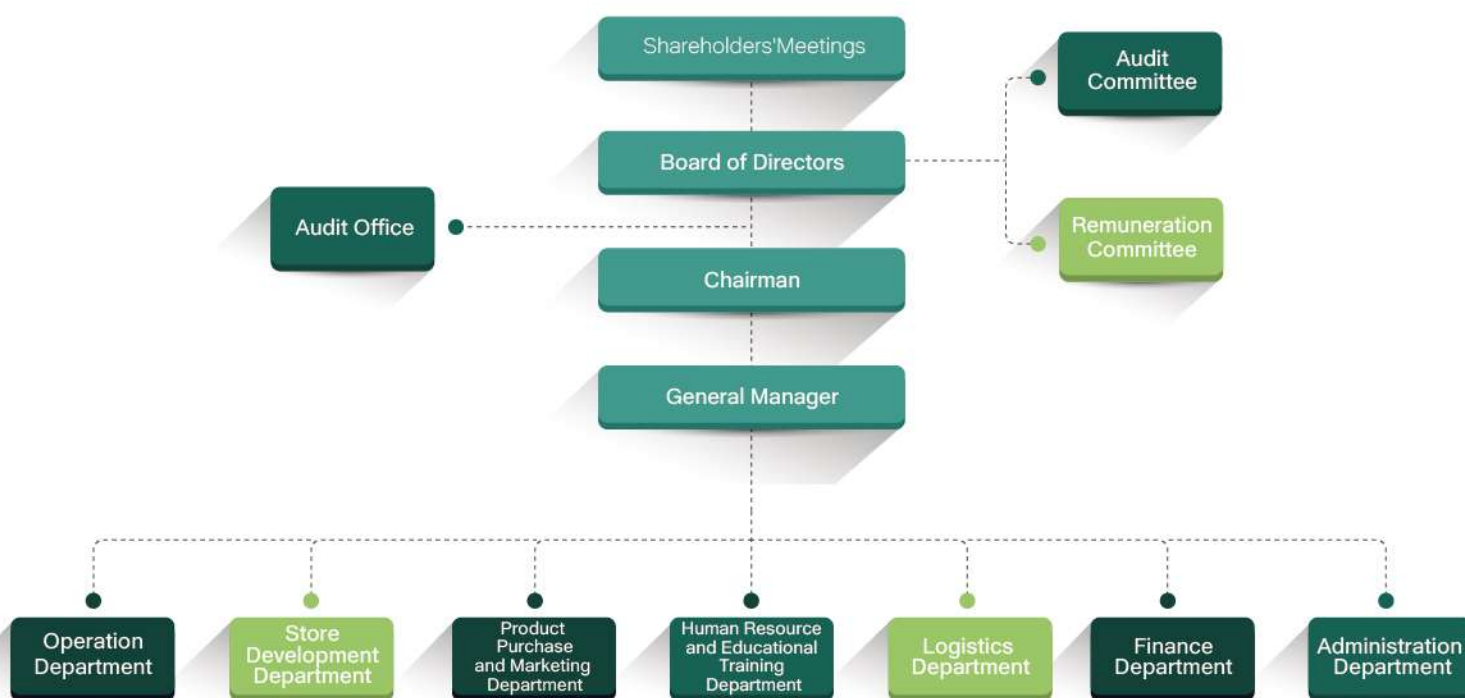 Shareholders'Meetings
Audit
Committee
Board of Directors
Audit Office
Remuneration
Committee
Chairman
General Manager
Operation
Department
Store
Development
Department
Product
Purchase
and Marketing
Department
Human Resource
and Educational
Training
Department
Logistics
Department
Finance
Department
Administration
Department